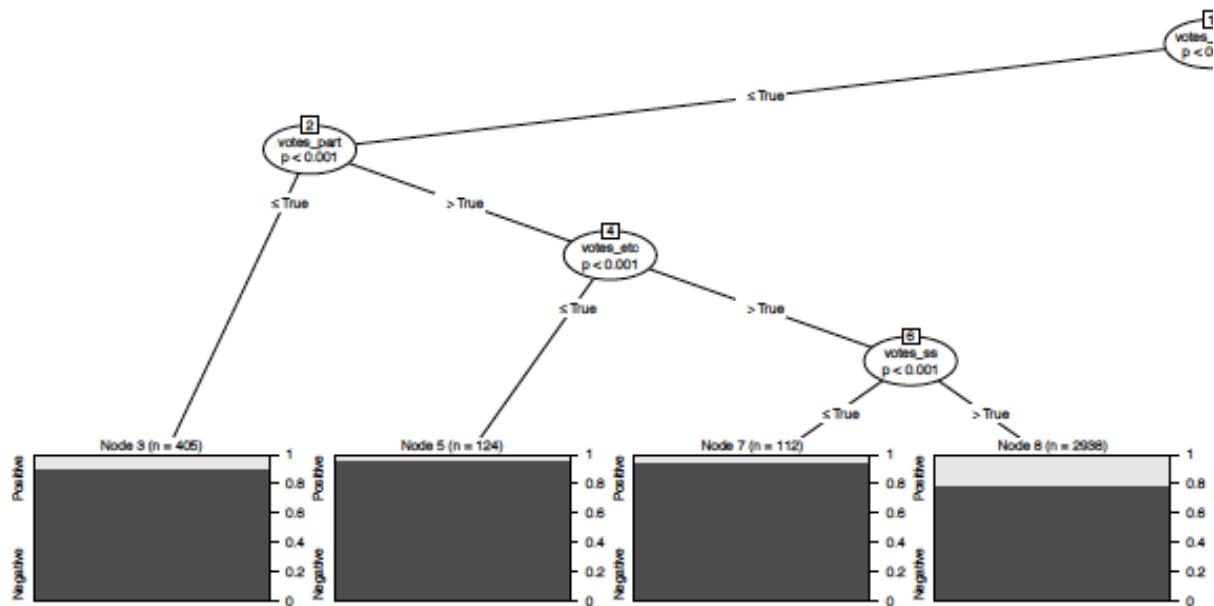 1
votes_
p < 0
≤ True
2
votes_part
p < 0.001
≤ True
> True
4
votes_etc
p < 0.001
≤ True
> True
6
votes_ss
p < 0.001
≤ True
> True
Node 3 (n = 405)
Positive
Negative
1
0.8
0.6
0.4
0.2
0
Node 5 (n = 124)
Positive
Negative
1
0.8
0.6
0.4
0.2
0
Node 7 (n = 112)
Positive
Negative
1
0.8
0.6
0.4
0.2
0
Node 8 (n = 2938)
Positive
Negative
1
0.8
0.6
0.4
0.2
0